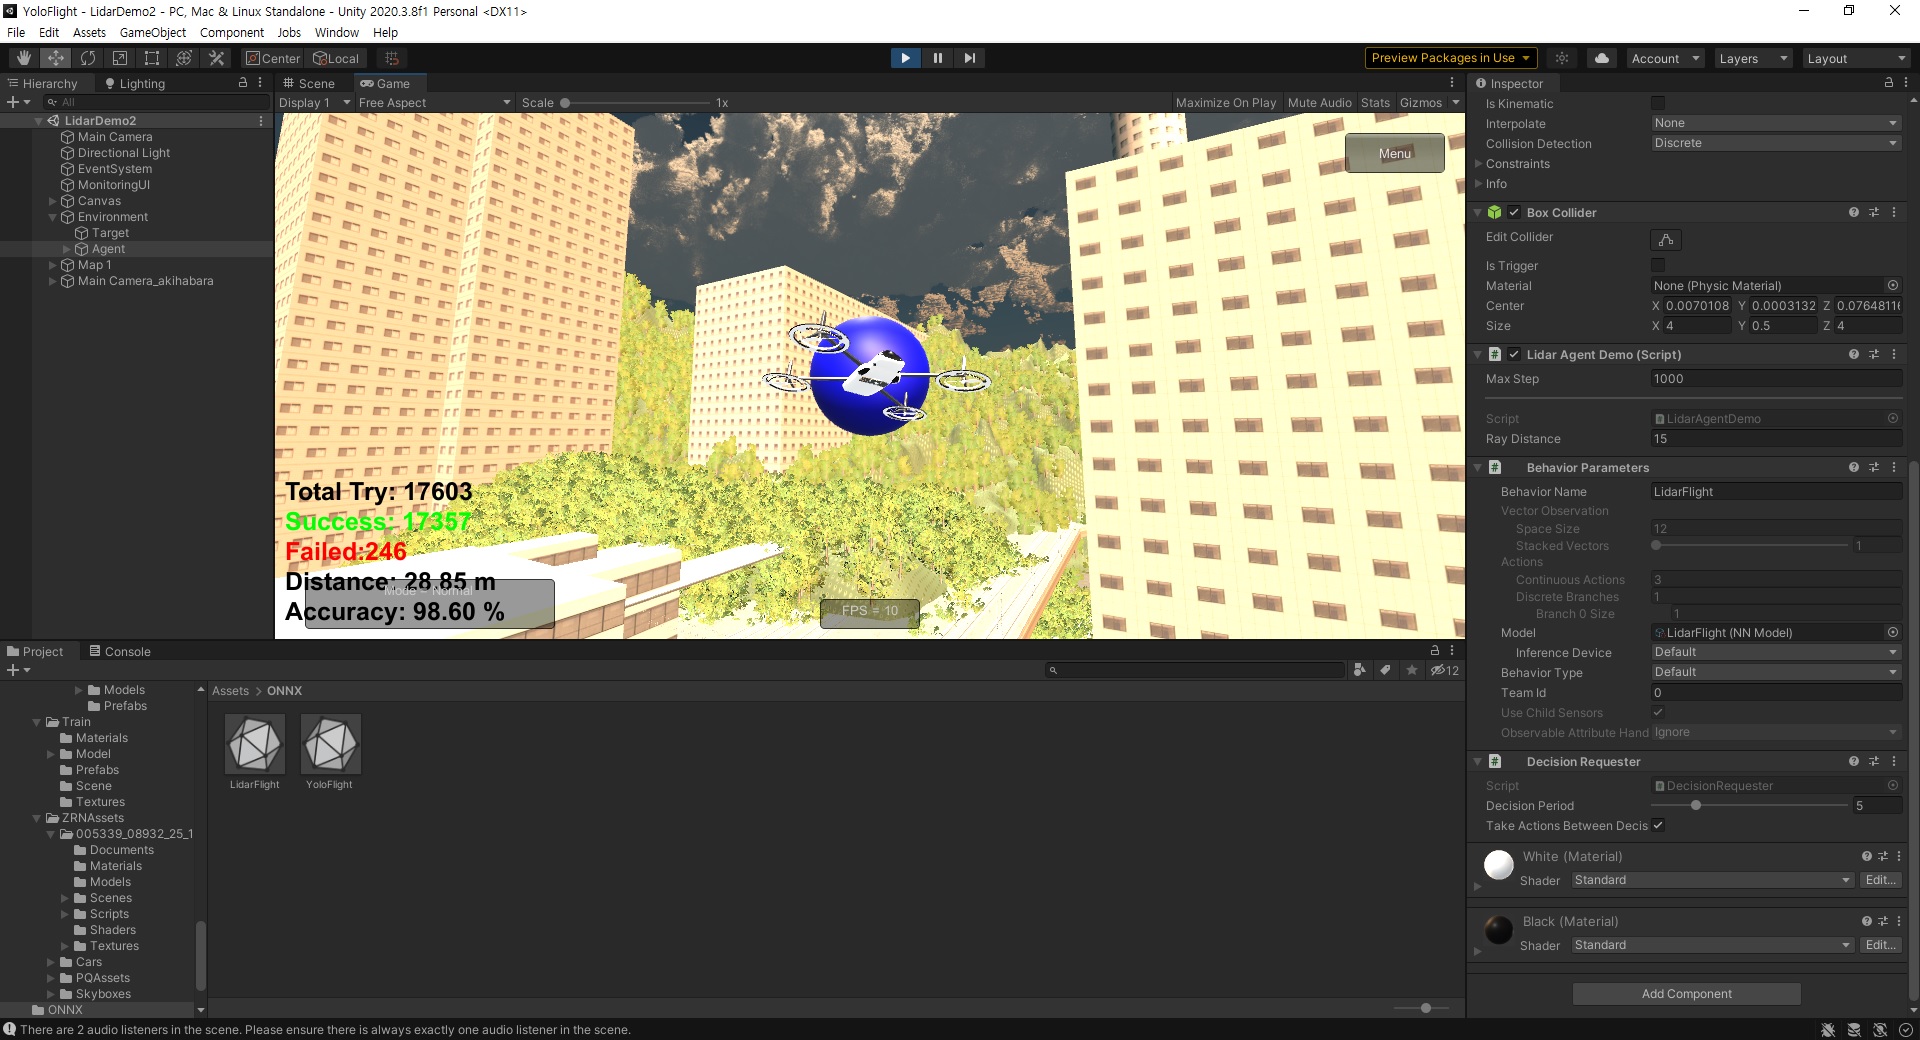 YoloFlight - LidarDemo2 - PC, Mac & Linux Standalone - Unity 2020.3.8f1 Personal <DX11>
File Edit Assets GameObject Component Jobs Window Help
Center Local Preview Packages in Use Account Layers Layout
Hierarchy Lighting
All
LidarDemo2
Main Camera
Directional Light
EventSystem
MonitoringUI
Canvas
Environment
Target
Agent
Map 1
Main Camera_akihabara
Scene Game
Display 1 Free Aspect Scale 1x Maximize On Play Mute Audio Stats Gizmos
Menu
Total Try: 17603
Success: 17357
Failed:246
Distance: 28.85 m
Mode – Normal
Accuracy: 98.60 %
FPS = 10
Inspector
Is Kinematic
Interpolate None
Collision Detection Discrete
Constraints
Info
Box Collider
Edit Collider
Is Trigger
Material None (Physic Material)
Center X 0.0070108 Y 0.0003132 Z 0.0764811
Size X 4 Y 0.5 Z 4
Lidar Agent Demo (Script)
Max Step 1000
Script LidarAgentDemo
Ray Distance 15
Behavior Parameters
Behavior Name LidarFlight
Vector Observation
Space Size 12
Stacked Vectors 1
Actions
Continuous Actions 3
Discrete Branches 1
Branch 0 Size 1
Model LidarFlight (NN Model)
Inference Device Default
Behavior Type Default
Team Id 0
Use Child Sensors
Observable Attribute Hand Ignore
Decision Requester
Script DecisionRequester
Decision Period 5
Take Actions Between Decis
White (Material)
Shader Standard Edit...
Black (Material)
Shader Standard Edit...
Add Component
Project Console
12
Models
Prefabs
Train
Materials
Model
Prefabs
Scene
Textures
ZRNAssets
005339_08932_25_1
Documents
Materials
Models
Scenes
Scripts
Shaders
Textures
Cars
PQAssets
Skyboxes
ONNX
Assets > ONNX
LidarFlight YoloFlight
There are 2 audio listeners in the scene. Please ensure there is always exactly one audio listener in the scene.